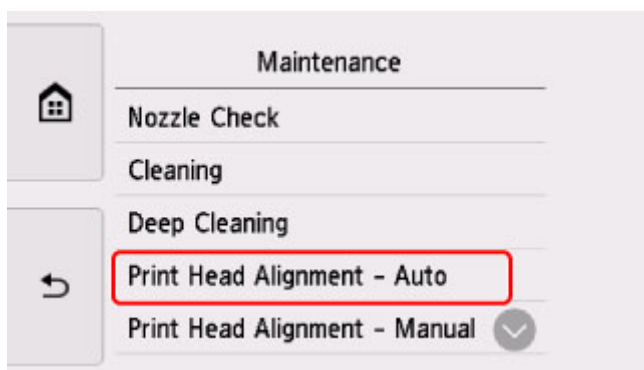 Maintenance
Nozzle Check
Cleaning
Deep Cleaning
Print Head Alignment - Auto
Print Head Alignment - Manual